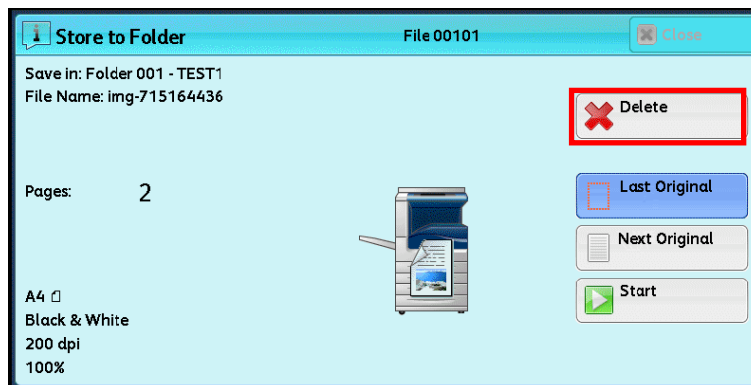 Store to Folder
File 00101
Close
Save in: Folder 001 - TEST1
File Name: img-715164436
Delete
Pages: 2
Last Original
Next Original
Start
A4
Black & White
200 dpi
100%